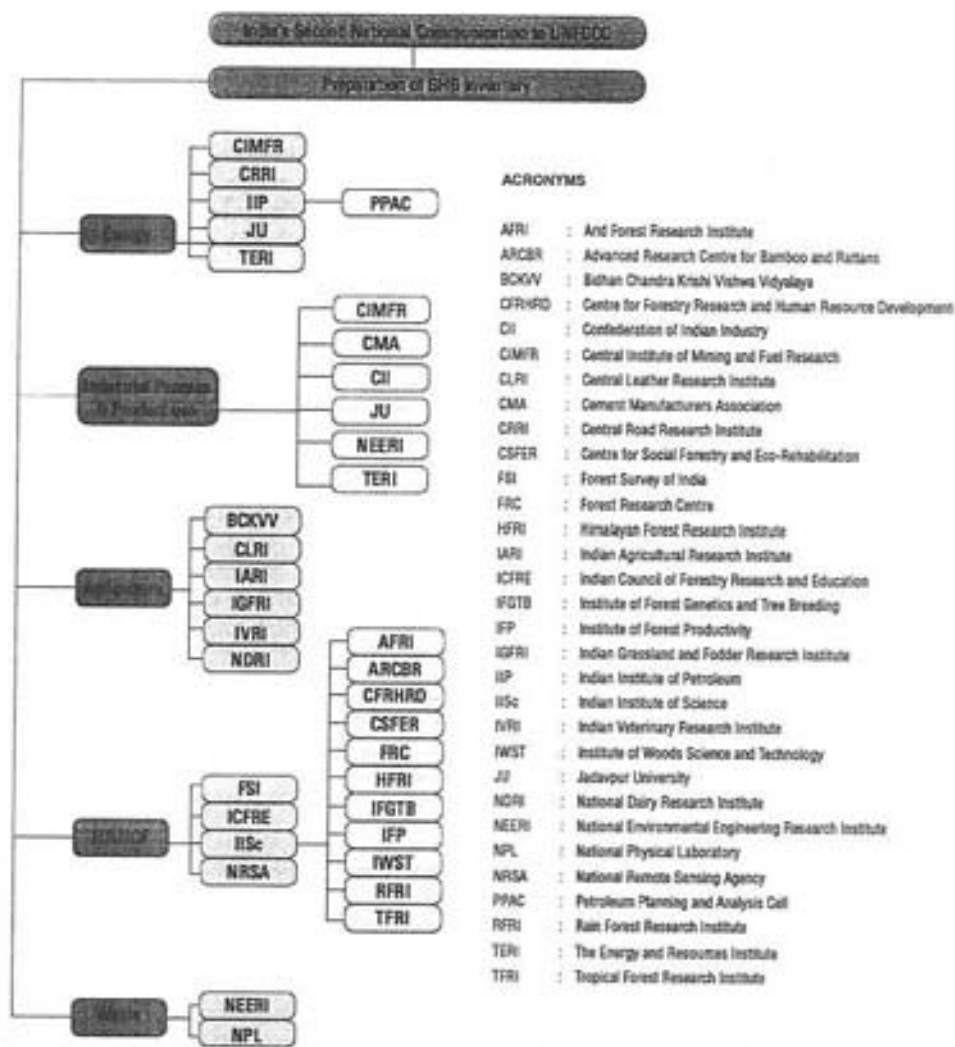 India's Second National Communication to UNFCCC
Preparation of GHG Inventory
Energy
CIMFR
CRRI
IIP
JU
TERI
PPAC
Industrial Process
& Product use
CIMFR
CMA
CII
JU
NEERI
TERI
Agriculture
BCKVV
CLRI
IARI
IGFRI
IVRI
NDRI
LULUCF
FSI
ICFRE
IISc
NRSA
AFRI
ARCBR
CFRHRD
CSFER
FRC
HFRI
IFGTB
IFP
IWST
RFRI
TFRI
Waste
NEERI
NPL
ACRONYMS
AFRI : Arid Forest Research Institute
ARCBR : Advanced Research Centre for Bamboo and Rattans
BCKVV : Bidhan Chandra Krishi Vishwa Vidyalaya
CFRHRD : Centre for Forestry Research and Human Resource Development
CII : Confederation of Indian Industry
CIMFR : Central Institute of Mining and Fuel Research
CLRI : Central Leather Research Institute
CMA : Cement Manufacturers Association
CRRI : Central Road Research Institute
CSFER : Centre for Social Forestry and Eco-Rehabilitation
FSI : Forest Survey of India
FRC : Forest Research Centre
HFRI : Himalayan Forest Research Institute
IARI : Indian Agricultural Research Institute
ICFRE : Indian Council of Forestry Research and Education
IFGTB : Institute of Forest Genetics and Tree Breeding
IFP : Institute of Forest Productivity
IGFRI : Indian Grassland and Fodder Research Institute
IIP : Indian Institute of Petroleum
IISc : Indian Institute of Science
IVRI : Indian Veterinary Research Institute
IWST : Institute of Woods Science and Technology
JU : Jadavpur University
NDRI : National Dairy Research Institute
NEERI : National Environmental Engineering Research Institute
NPL : National Physical Laboratory
NRSA : National Remote Sensing Agency
PPAC : Petroleum Planning and Analysis Cell
RFRI : Rain Forest Research Institute
TERI : The Energy and Resources Institute
TFRI : Tropical Forest Research Institute